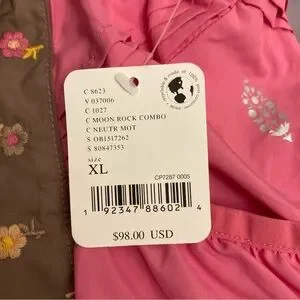 C 8623
V 037006
C 1027
C MOON ROCK COMBO
C NEUTR MOT
S OB1517262
S 80847353
SIZE
XL
CP7287 0005
1 92347 88602 4
$98.00 USD